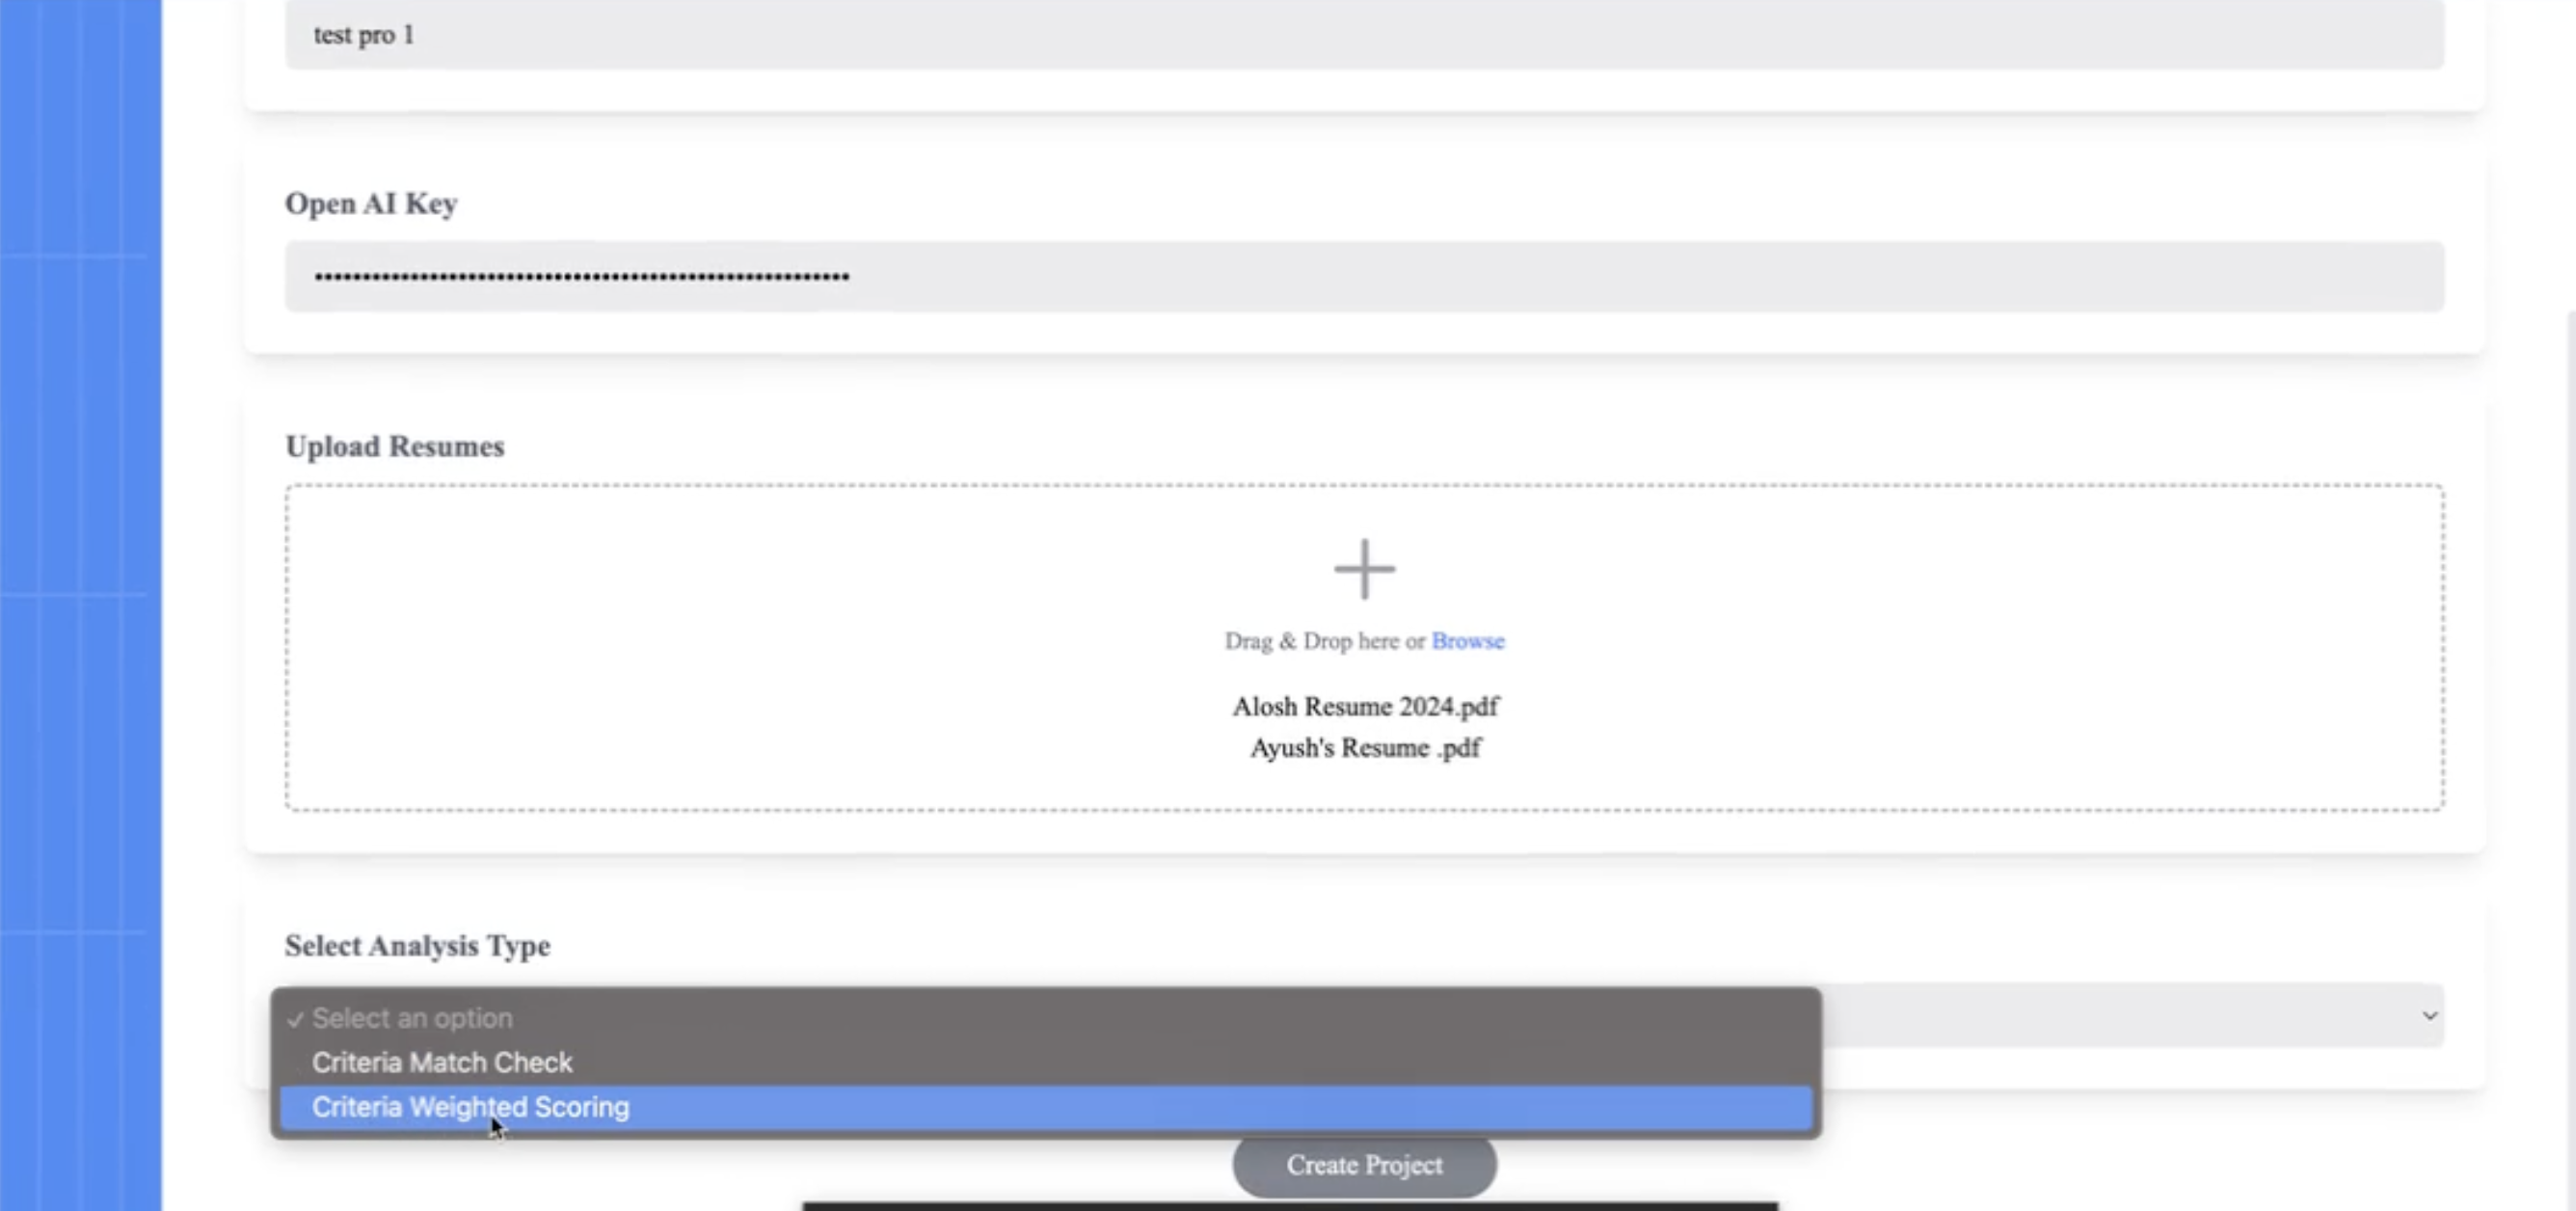 test pro 1
Open AI Key
••••••••••••••••••••••••••••••••••••••••••••••••••••••••
Upload Resumes
Drag & Drop here or Browse
Alosh Resume 2024.pdf
Ayush's Resume .pdf
Select Analysis Type
✓ Select an option
Criteria Match Check
Criteria Weighted Scoring
Create Project